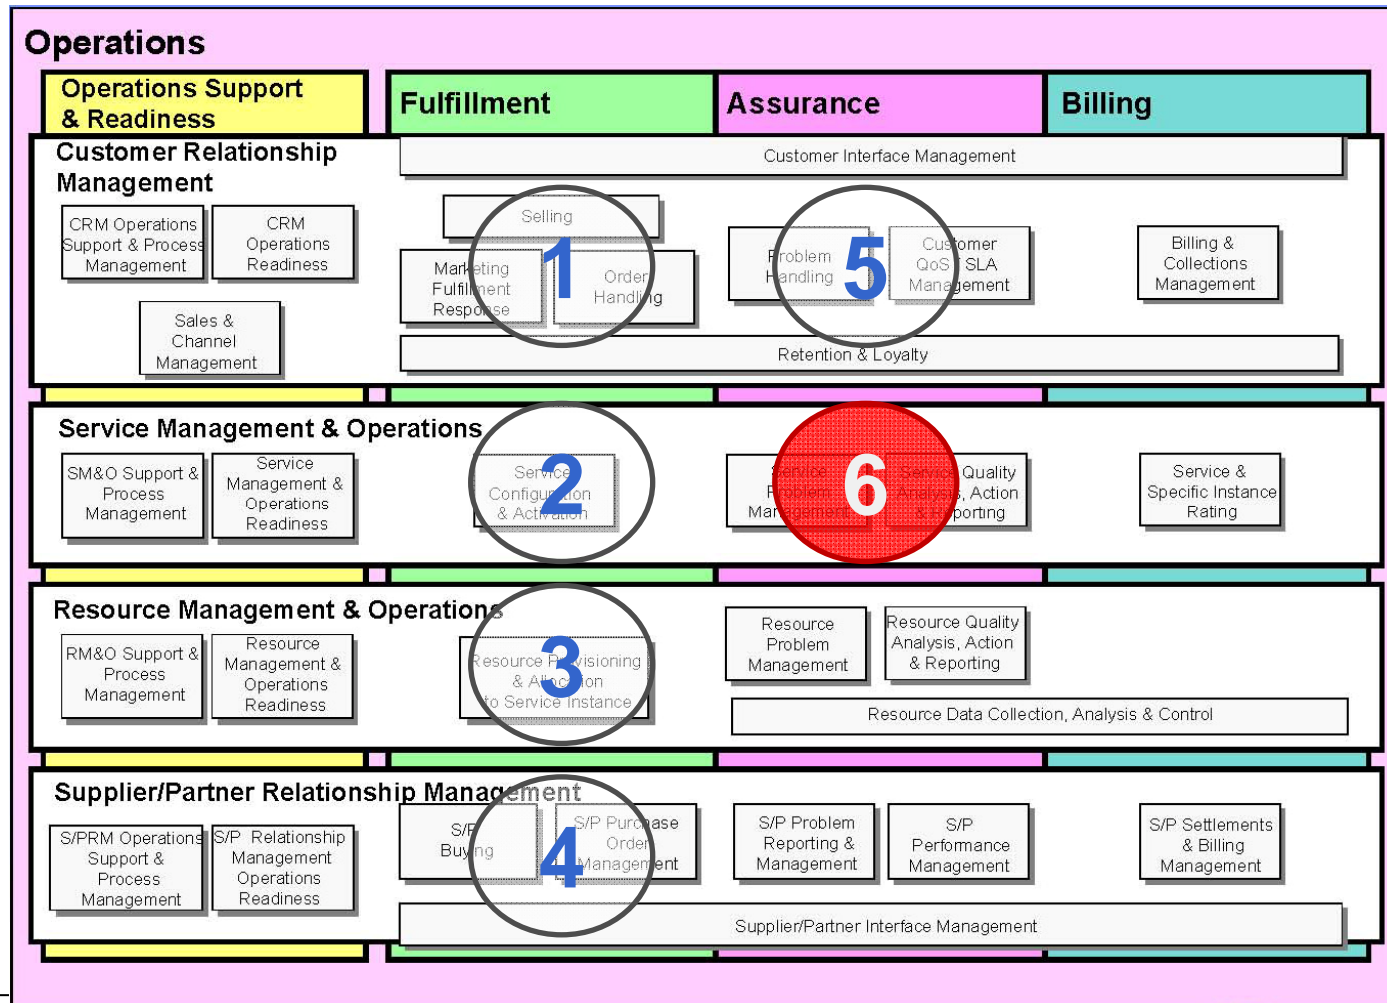 Operations
Operations Support
& Readiness
Fulfillment
Assurance
Billing
Customer Relationship
Management
Customer Interface Management
CRM Operations
Support & Process
Management
CRM
Operations
Readiness
Sales &
Channel
Management
Selling
Marketing
Fulfillment
Response
Order
Handling
1
Problem
Handling
Customer
QoS / SLA
Management
5
Billing &
Collections
Management
Retention & Loyalty
Service Management & Operations
SM&O Support &
Process
Management
Service
Management &
Operations
Readiness
Service
Configuration
& Activation
2
Service
Problem
Management
Service Quality
Analysis, Action
& Reporting
6
Service &
Specific Instance
Rating
Resource Management & Operations
RM&O Support &
Process
Management
Resource
Management &
Operations
Readiness
Resource Provisioning
& Allocation
to Service Instance
3
Resource
Problem
Management
Resource Quality
Analysis, Action
& Reporting
Resource Data Collection, Analysis & Control
Supplier/Partner Relationship Management
S/PRM Operations
Support &
Process
Management
S/P Relationship
Management
Operations
Readiness
S/P
Buying
S/P Purchase
Order
Management
4
S/P Problem
Reporting &
Management
S/P
Performance
Management
S/P Settlements
& Billing
Management
Supplier/Partner Interface Management